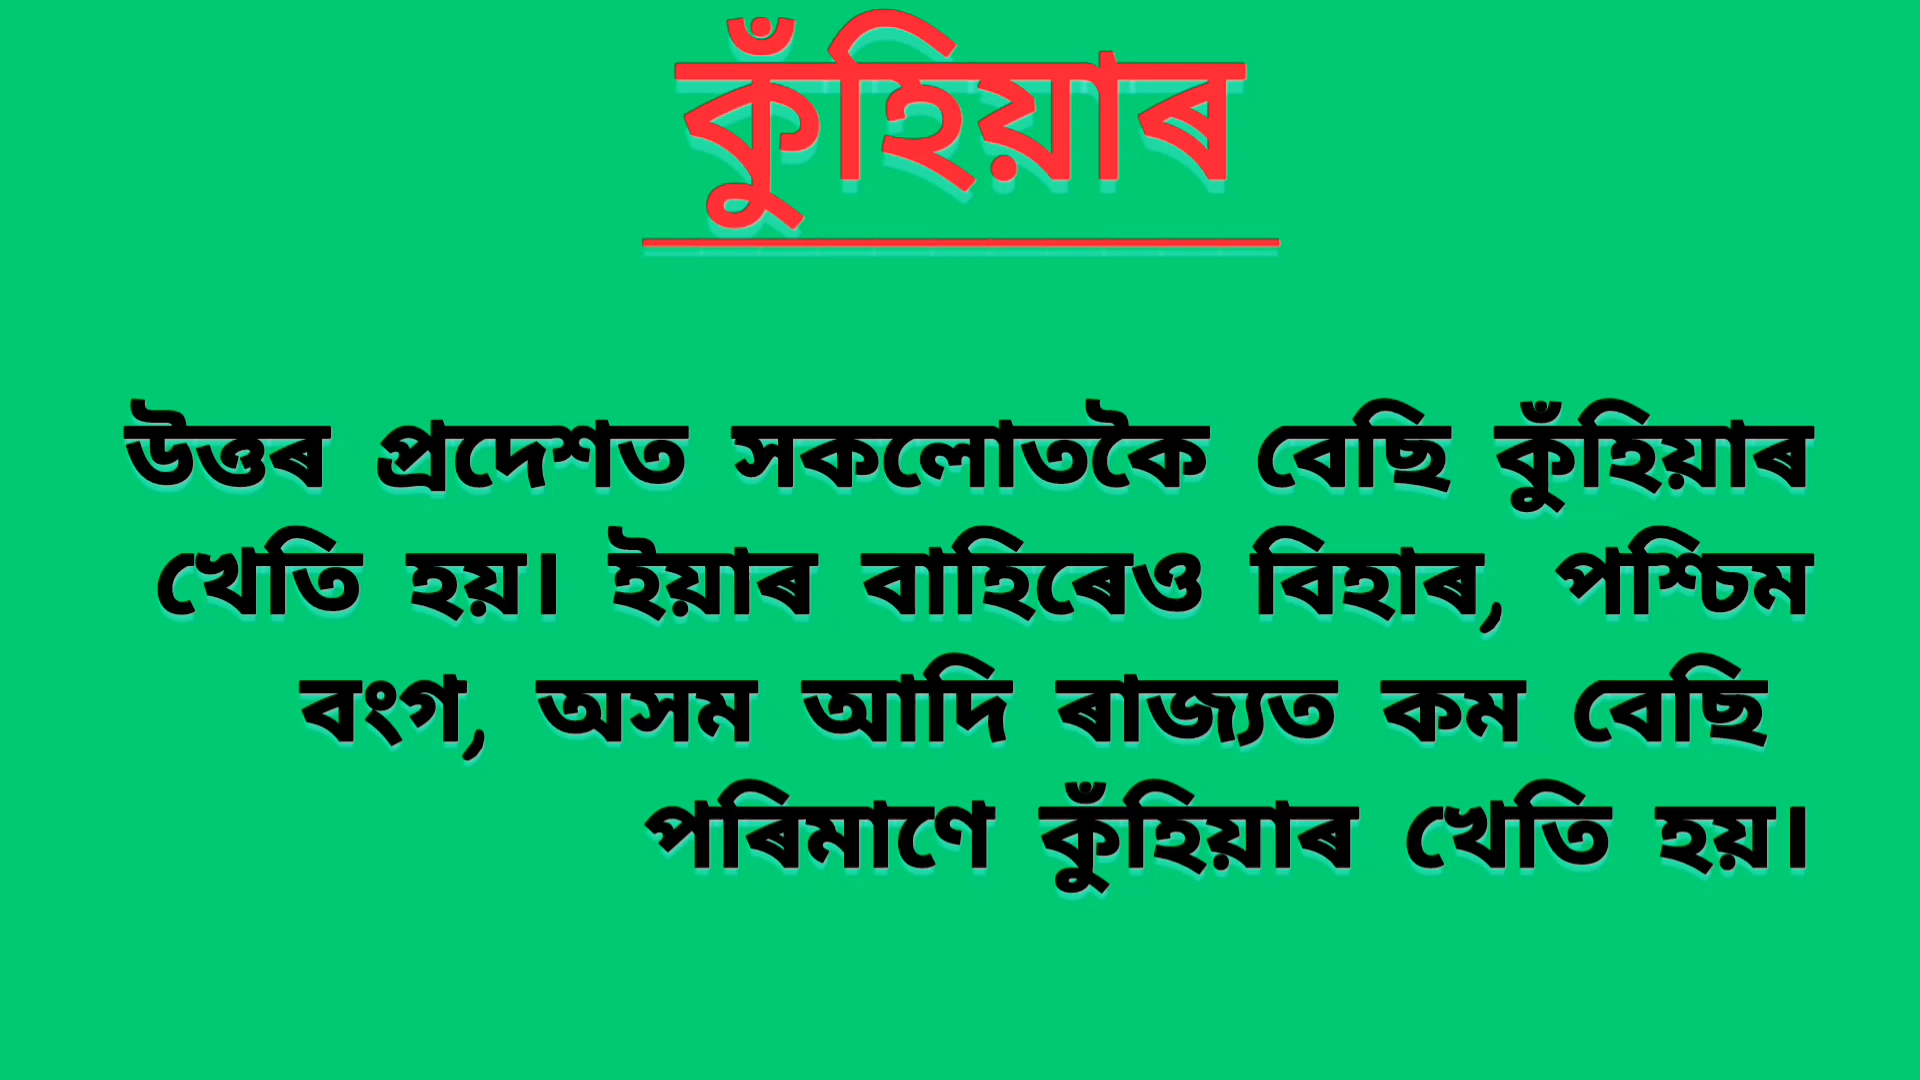 কুঁহিয়াৰ
উত্তৰ প্ৰদেশত সকলোতকৈ বেছি কুঁহিয়াৰ
খেতি হয়। ইয়াৰ বাহিৰেও বিহাৰ, পশ্চিম
বংগ, অসম আদি ৰাজ্যত কম বেছি
পৰিমাণে কুঁহিয়াৰ খেতি হয়।